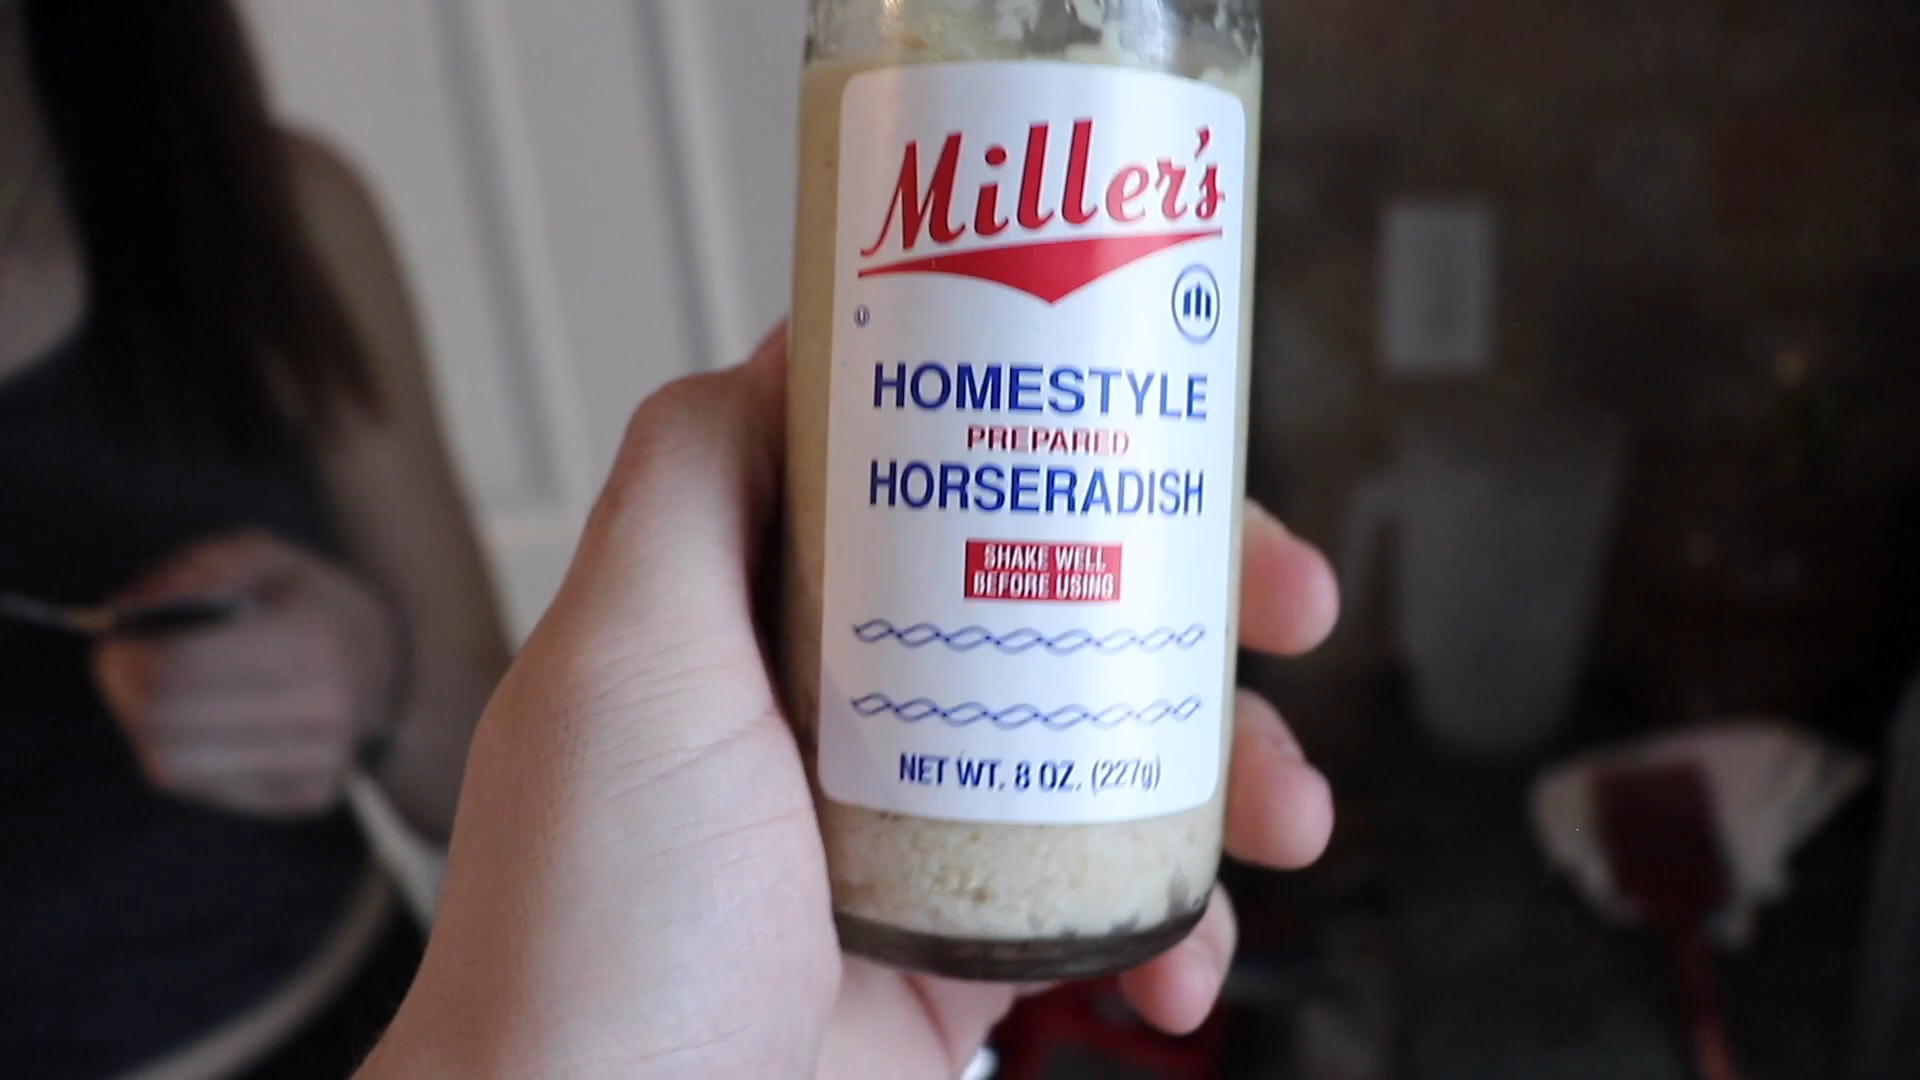 Miller's
U
HOMESTYLE
PREPARED
HORSERADISH
SHAKE WELL
BEFORE USING
NET WT. 8 OZ. (227g)